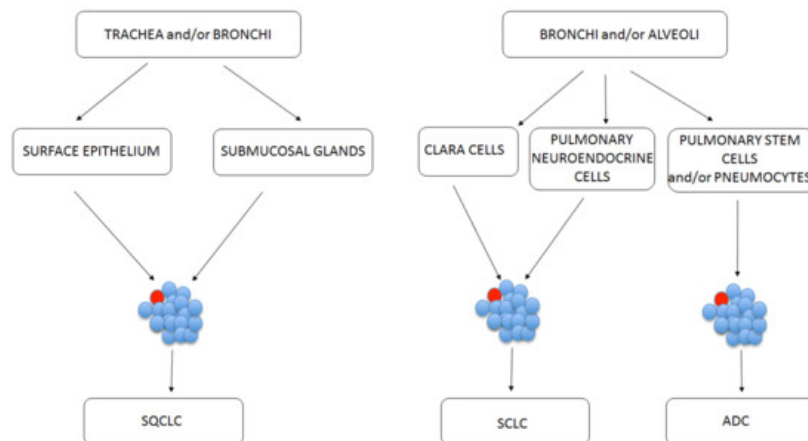 TRACHEA and/or BRONCHI
BRONCHI and/or ALVEOLI
SURFACE EPITHELIUM
SUBMUCOSAL GLANDS
CLARA CELLS
PULMONARY
NEUROENDOCRINE
CELLS
PULMONARY STEM
CELLS
and/or PNEUMOCYTES
SQCLC
SCLC
ADC